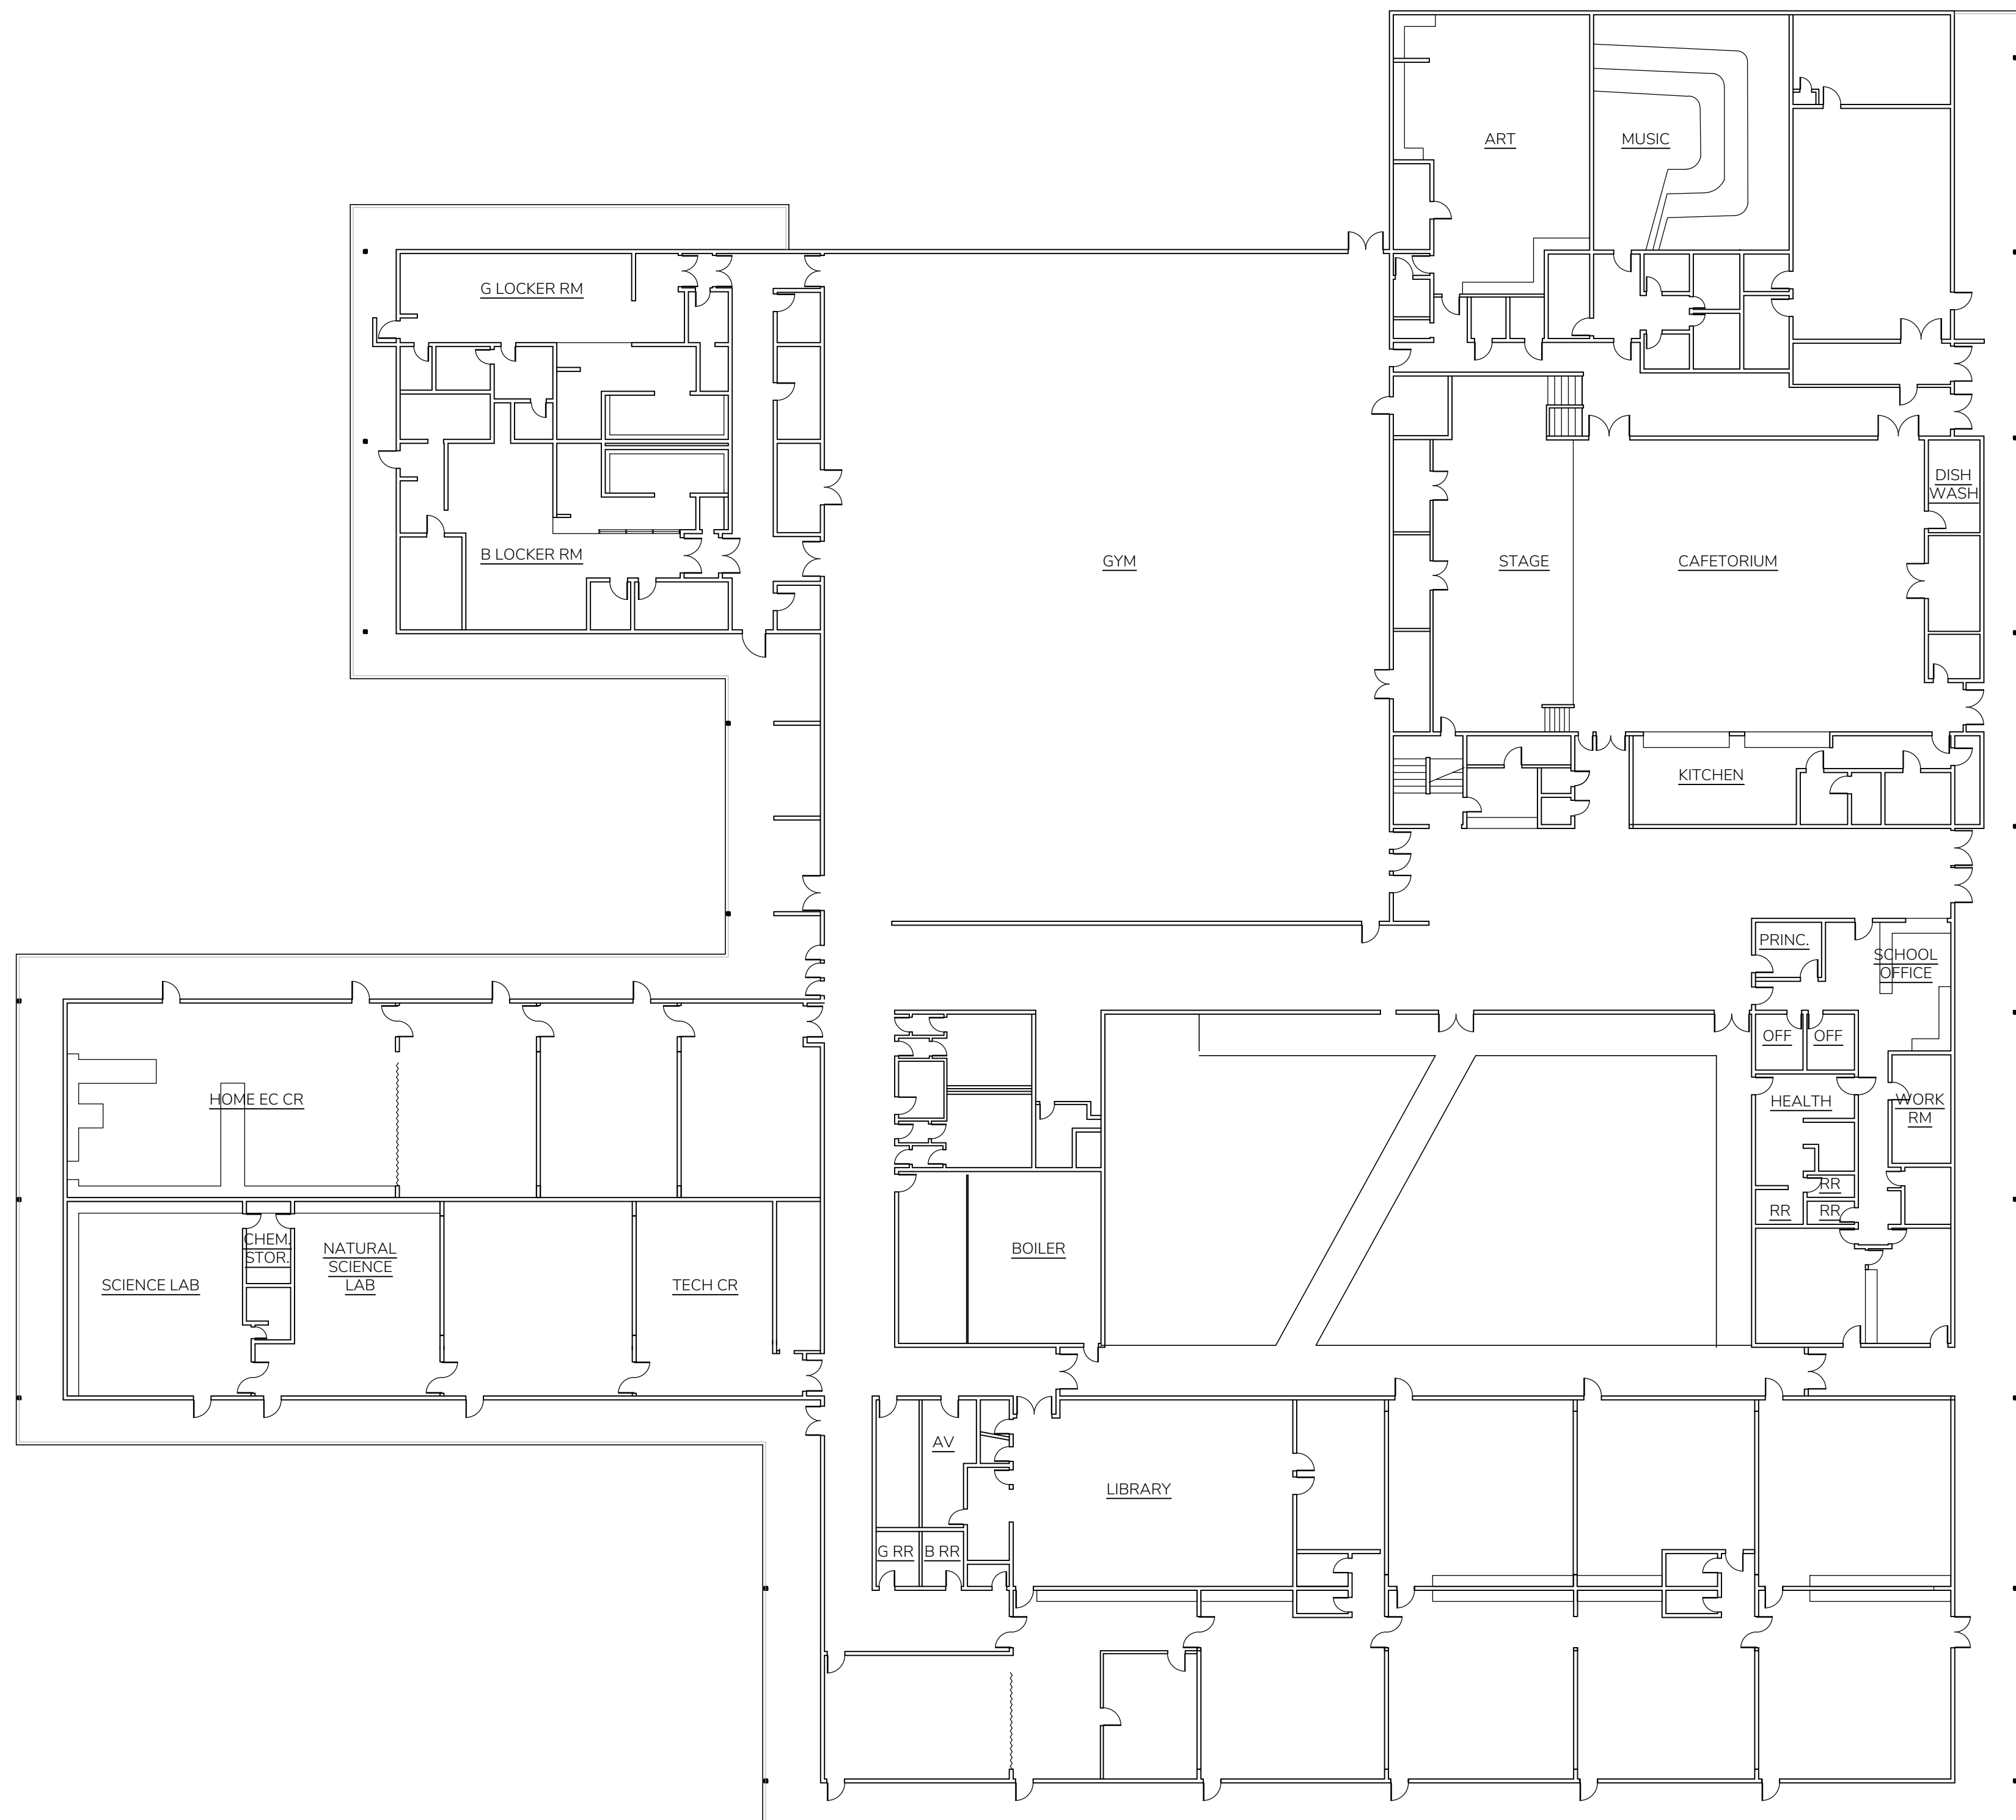 ART
MUSIC
G LOCKER RM
DISH
WASH
B LOCKER RM
GYM
STAGE
CAFETORIUM
KITCHEN
PRINC.
SCHOOL
OFFICE
OFF
OFF
HOME EC CR
HEALTH
WORK
RM
RR
RR
RR
CHEM.
STOR.
NATURAL
SCIENCE
LAB
BOILER
SCIENCE LAB
TECH CR
AV
LIBRARY
G RR
B RR